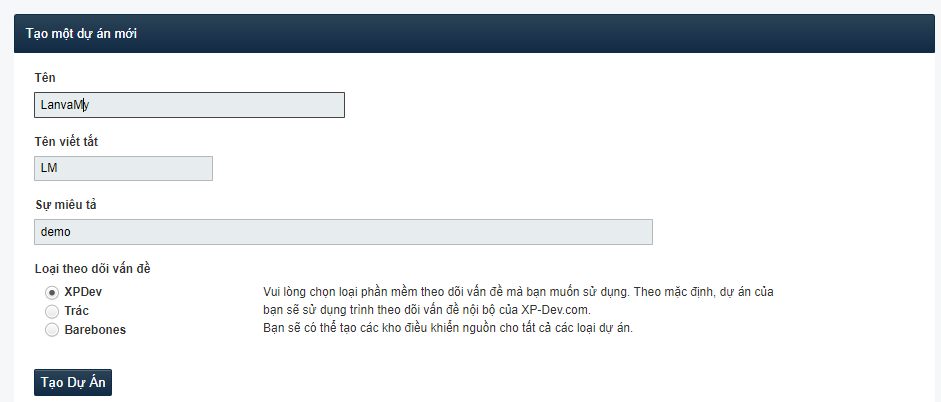 Tạo một dự án mới
Tên
LanvaMy
Tên viết tắt
LM
Sự miêu tả
demo
Loại theo dõi vấn đề
XPDev
Trác
Barebones
Vui lòng chọn loại phần mềm theo dõi vấn đề mà bạn muốn sử dụng. Theo mặc định, dự án của
bạn sẽ sử dụng trình theo dõi vấn đề nội bộ của XP-Dev.com.
Bạn sẽ có thể tạo các kho điều khiển nguồn cho tất cả các loại dự án.
Tạo Dự Án